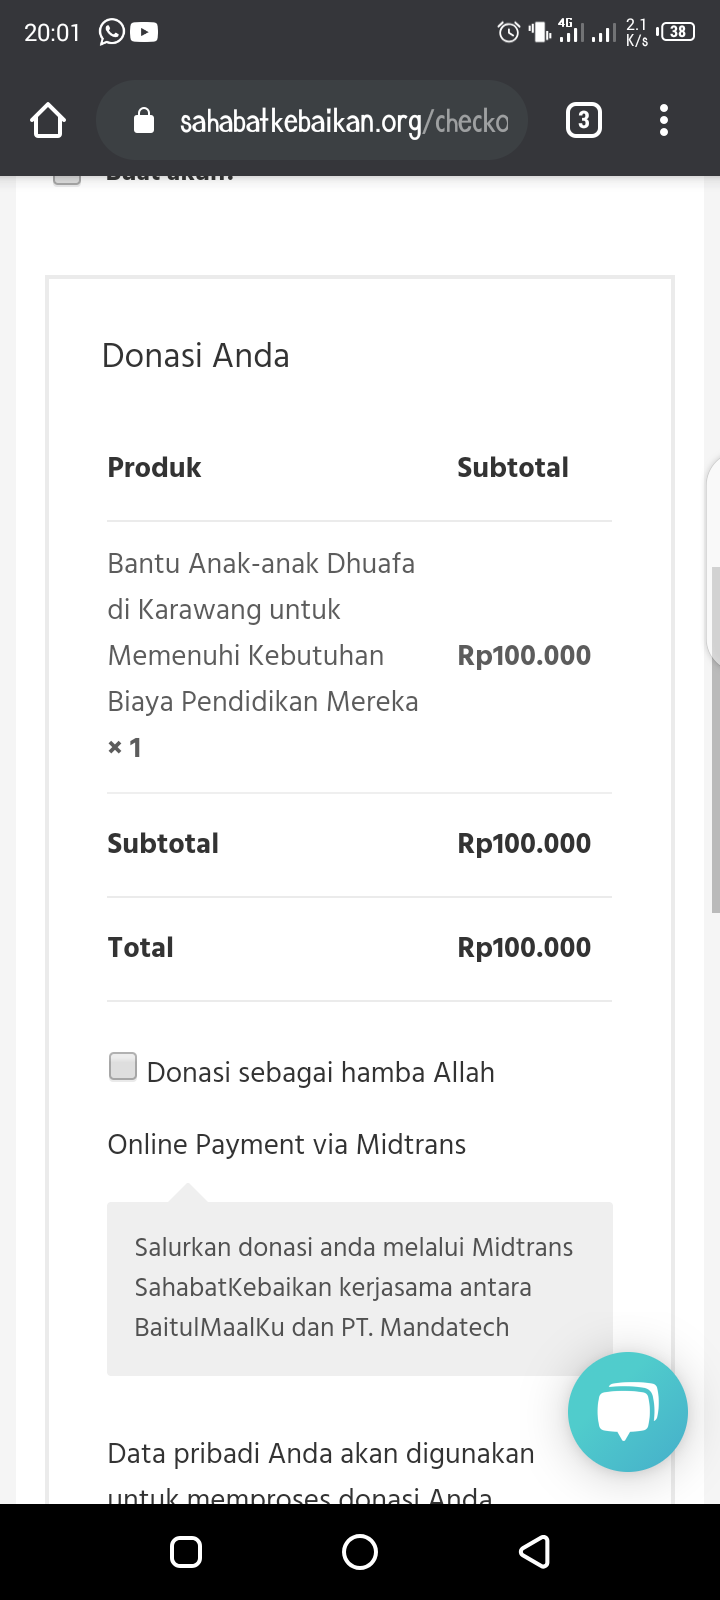 20:01
4G
2.1
K/s
38
sahabatkebaikan.org/checko
3
Donasi Anda
Produk Subtotal
Bantu Anak-anak Dhuafa
di Karawang untuk
Memenuhi Kebutuhan
Biaya Pendidikan Mereka
× 1
Rp100.000
Subtotal Rp100.000
Total Rp100.000
Donasi sebagai hamba Allah
Online Payment via Midtrans
Salurkan donasi anda melalui Midtrans
SahabatKebaikan kerjasama antara
BaitulMaalKu dan PT. Mandatech
Data pribadi Anda akan digunakan
untuk memproses donasi Anda